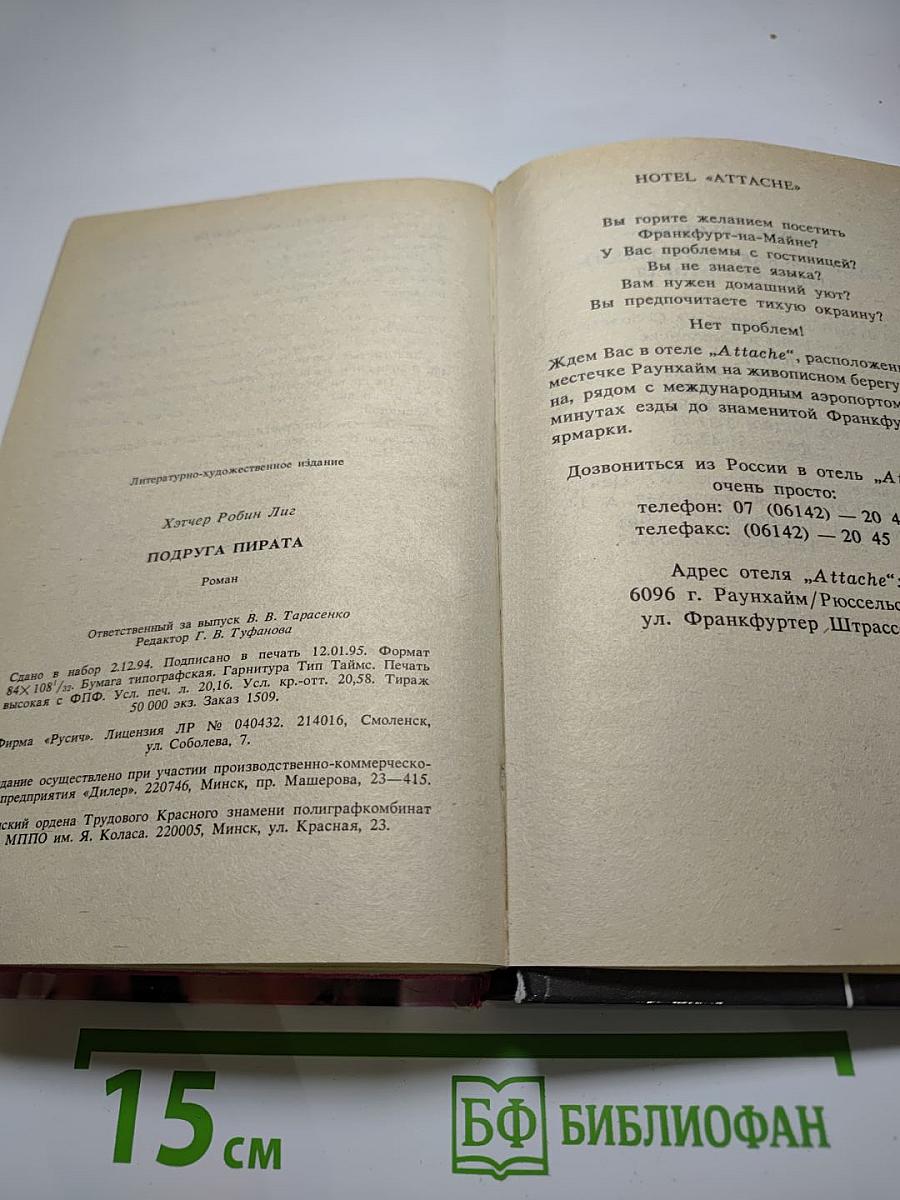 Литературно-художественное издание
Хэтчер Робин Лиг
ПОДРУГА ПИРАТА
Роман
Ответственный за выпуск В. В. Тарасенко
Редактор Г. В. Туфанова
Сдано в набор 2.12.94. Подписано в печать 12.01.95. Формат
84×108 1/32. Бумага типографская. Гарнитура Тип Таймс. Печать
высокая с ФПФ. Усл. печ. л. 20,16. Усл. кр.-отт. 20,58. Тираж
50 000 экз. Заказ 1509.
Фирма «Русич». Лицензия ЛР № 040432. 214016, Смоленск,
ул. Соболева, 7.
дание осуществлено при участии производственно-коммерческо-
предприятия «Дилер». 220746, Минск, пр. Машерова, 23—415.
ский ордена Трудового Красного знамени полиграфкомбинат
МППО им. Я. Коласа. 220005, Минск, ул. Красная, 23.
HOTEL «ATTACHE»
Вы горите желанием посетить
Франкфурт-на-Майне?
У Вас проблемы с гостиницей?
Вы не знаете языка?
Вам нужен домашний уют?
Вы предпочитаете тихую окраину?
Нет проблем!
Ждем Вас в отеле „Attache“, расположенн
местечке Раунхайм на живописном берегу
на, рядом с международным аэропортом
минутах езды до знаменитой Франкфу
ярмарки.
Дозвониться из России в отель „At
очень просто:
телефон: 07 (06142) — 20 4
телефакс: (06142) — 20 45
Адрес отеля „Attache“:
6096 г. Раунхайм/Рюссельс
ул. Франкфуртер Штрасс
15 см
БФ БИБЛИОФАН